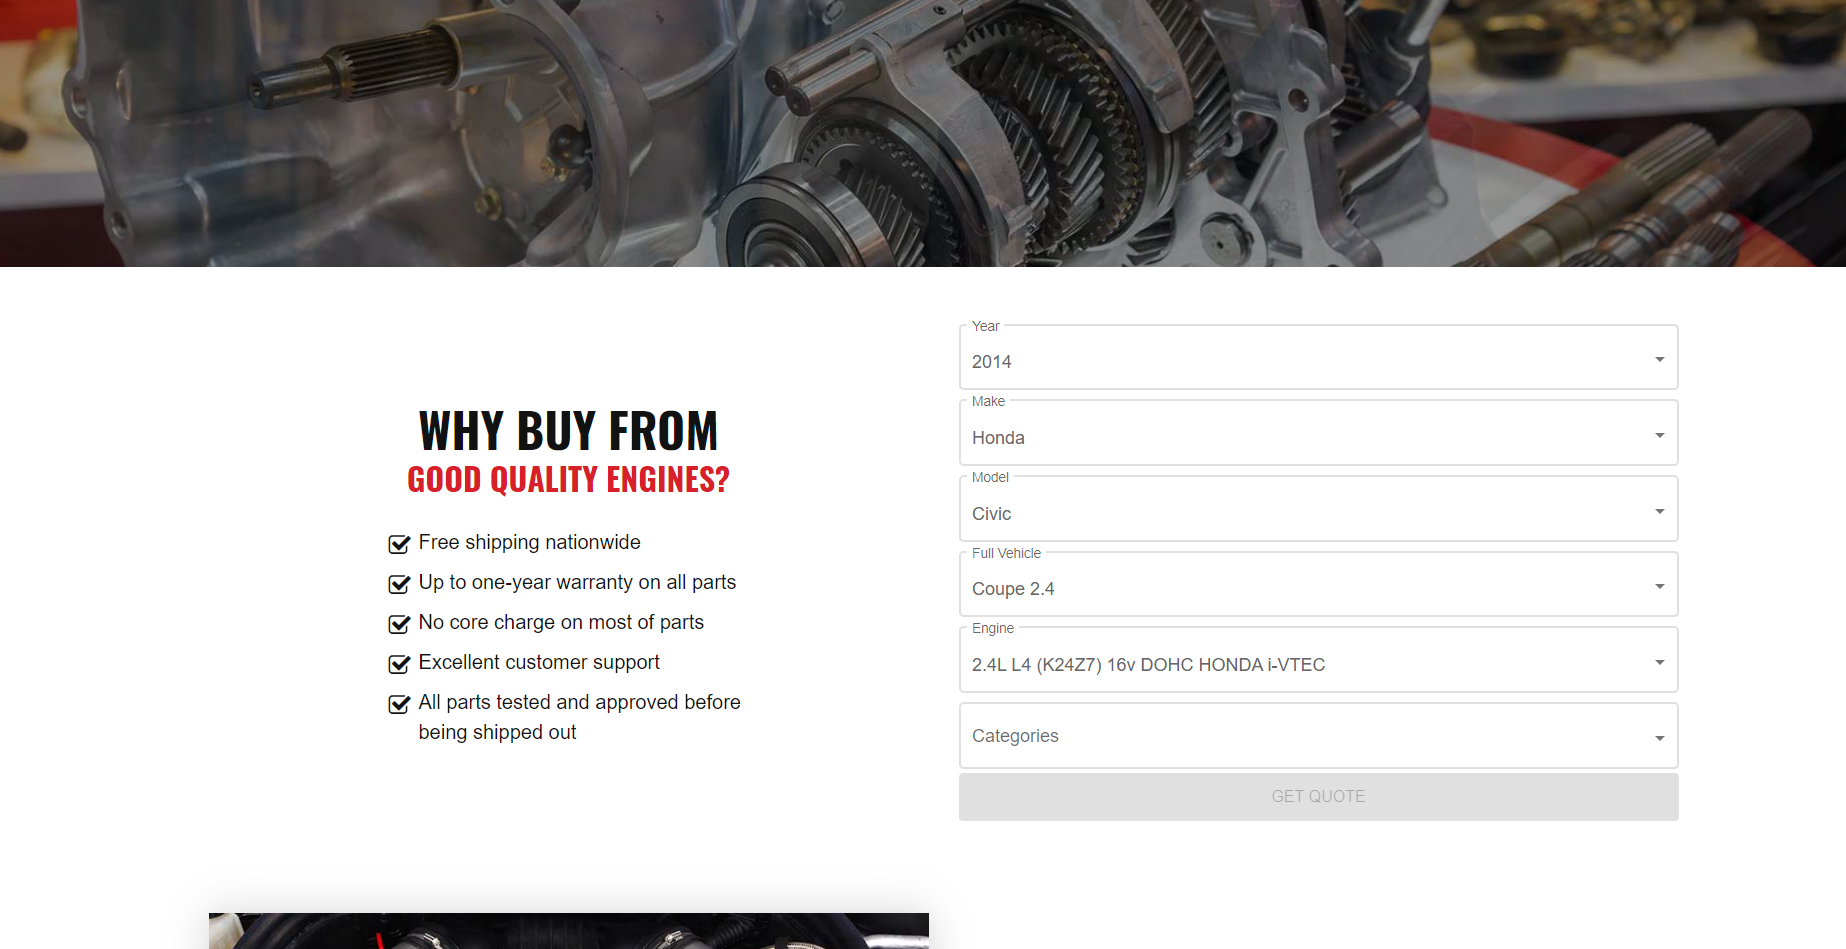 WHY BUY FROM
GOOD QUALITY ENGINES?
Free shipping nationwide
Up to one-year warranty on all parts
No core charge on most of parts
Excellent customer support
All parts tested and approved before
being shipped out
Year
2014
Make
Honda
Model
Civic
Full Vehicle
Coupe 2.4
Engine
2.4L L4 (K24Z7) 16v DOHC HONDA i-VTEC
Categories
GET QUOTE